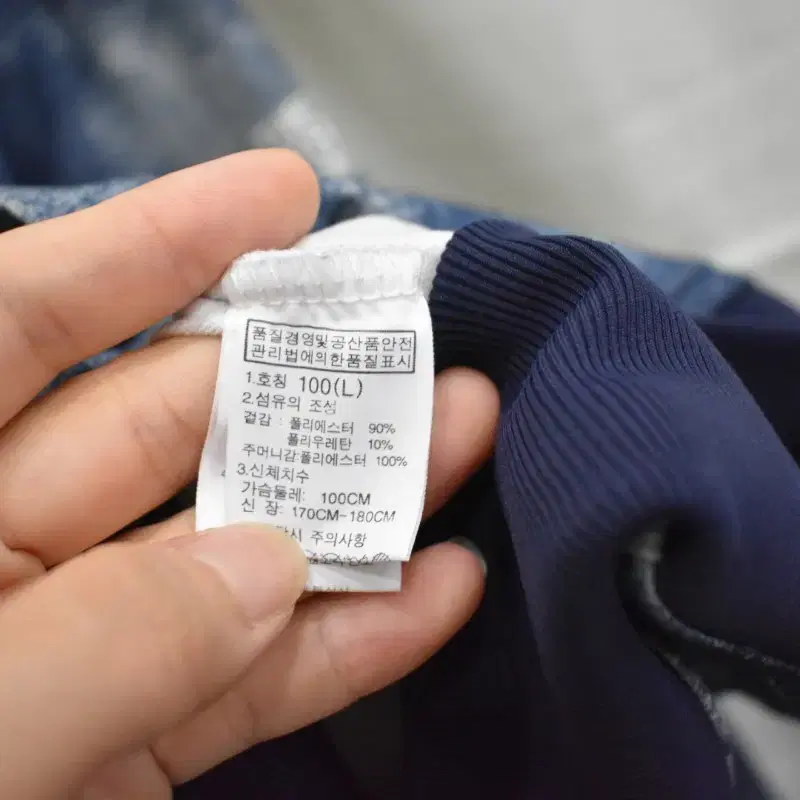 품질경영및공산품안전
관리법에의한품질표시
1.호칭 100(L)
2.섬유의 조성
겉감 : 폴리에스터 90%
폴리우레탄 10%
주머니감:폴리에스터 100%
3.신체치수
가슴둘레: 100CM
신 장: 170CM~180CM
주의사항